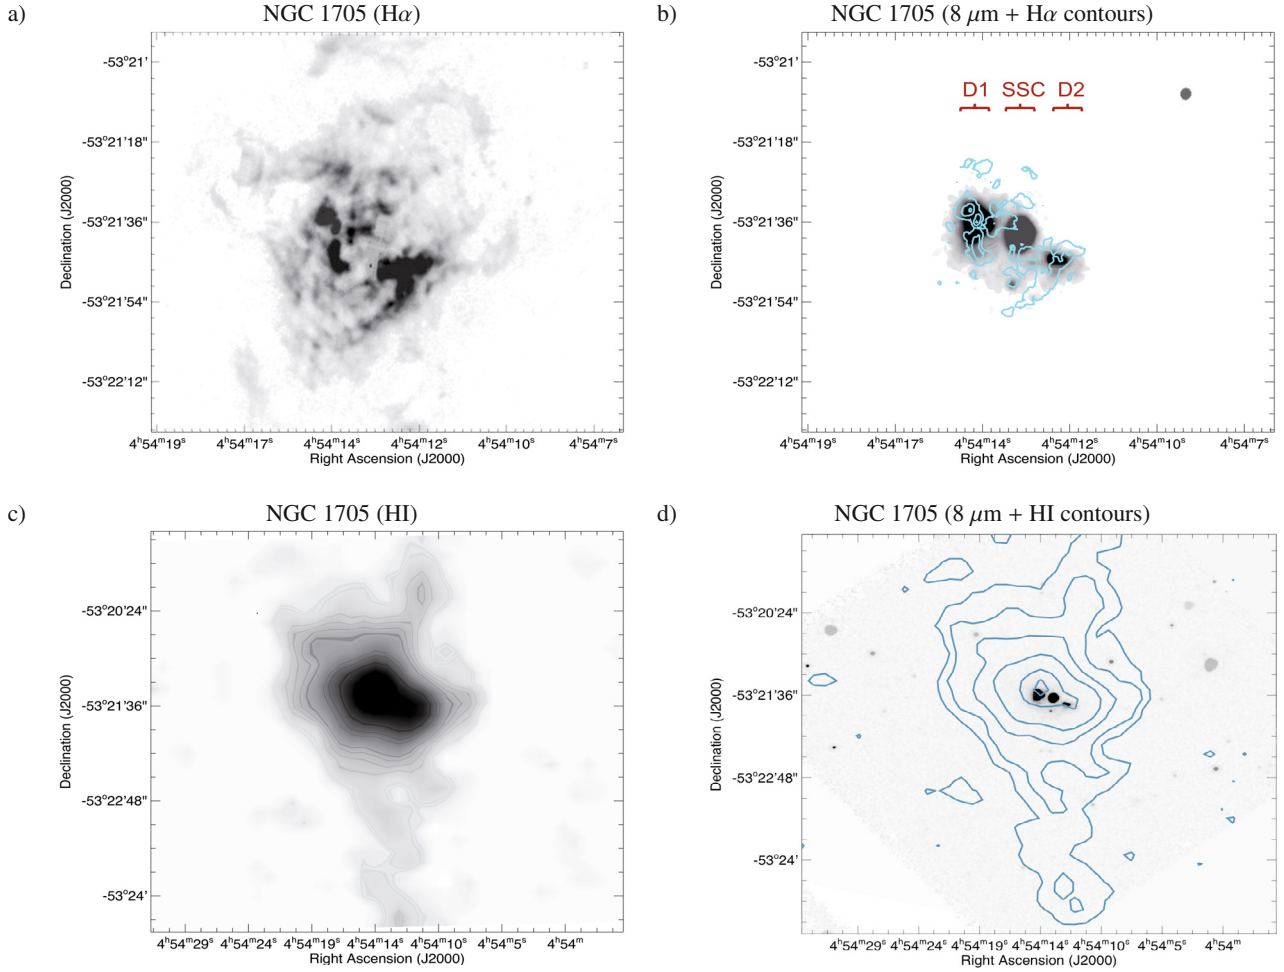 a) NGC 1705 (Hα)
-53°21'
-53°21'18"
-53°21'36"
-53°21'54"
-53°22'12"
Declination (J2000)
4ʰ54ᵐ19ˢ 4ʰ54ᵐ17ˢ 4ʰ54ᵐ14ˢ 4ʰ54ᵐ12ˢ 4ʰ54ᵐ10ˢ 4ʰ54ᵐ7ˢ
Right Ascension (J2000)
b) NGC 1705 (8 μm + Hα contours)
D1 SSC D2
-53°21'
-53°21'18"
-53°21'36"
-53°21'54"
-53°22'12"
Declination (J2000)
4ʰ54ᵐ19ˢ 4ʰ54ᵐ17ˢ 4ʰ54ᵐ14ˢ 4ʰ54ᵐ12ˢ 4ʰ54ᵐ10ˢ 4ʰ54ᵐ7ˢ
Right Ascension (J2000)
c) NGC 1705 (HI)
-53°20'24"
-53°21'36"
-53°22'48"
-53°24'
Declination (J2000)
4ʰ54ᵐ29ˢ 4ʰ54ᵐ24ˢ 4ʰ54ᵐ19ˢ 4ʰ54ᵐ14ˢ 4ʰ54ᵐ10ˢ 4ʰ54ᵐ5ˢ 4ʰ54ᵐ
Right Ascension (J2000)
d) NGC 1705 (8 μm + HI contours)
-53°20'24"
-53°21'36"
-53°22'48"
-53°24'
Declination (J2000)
4ʰ54ᵐ29ˢ 4ʰ54ᵐ24ˢ 4ʰ54ᵐ19ˢ 4ʰ54ᵐ14ˢ 4ʰ54ᵐ10ˢ 4ʰ54ᵐ5ˢ 4ʰ54ᵐ
Right Ascension (J2000)